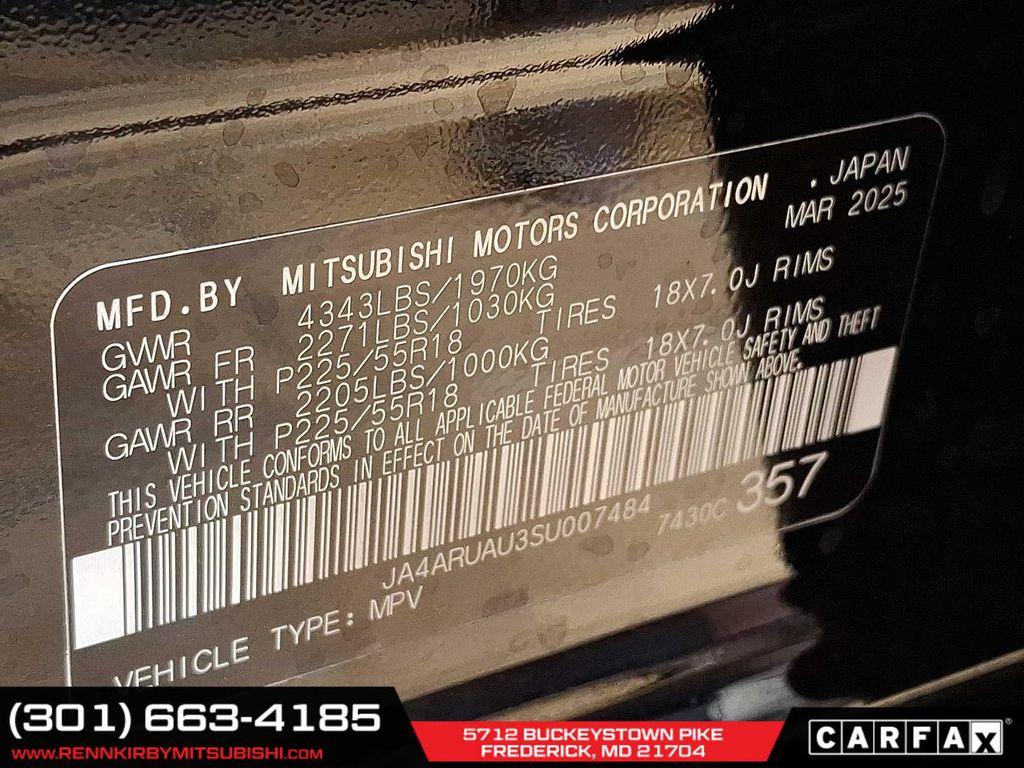 MFD.BY MITSUBISHI MOTORS CORPORATION . JAPAN
MAR 2025
GVWR 4343LBS/1970KG
GAWR FR 2271LBS/1030KG
WITH P225/55R18 TIRES 18X7.0J RIMS
GAWR RR 2205LBS/1000KG
WITH P225/55R18 TIRES 18X7.0J RIMS
THIS VEHICLE CONFORMS TO ALL APPLICABLE FEDERAL MOTOR VEHICLE SAFETY AND THEFT
PREVENTION STANDARDS IN EFFECT ON THE DATE OF MANUFACTURE SHOWN ABOVE.
JA4ARUAU3SU007484 7430C 357
VEHICLE TYPE: MPV
(301) 663-4185
WWW.RENNKIRBYMITSUBISHI.COM
5712 BUCKEYSTOWN PIKE
FREDERICK, MD 21704
CARFAX